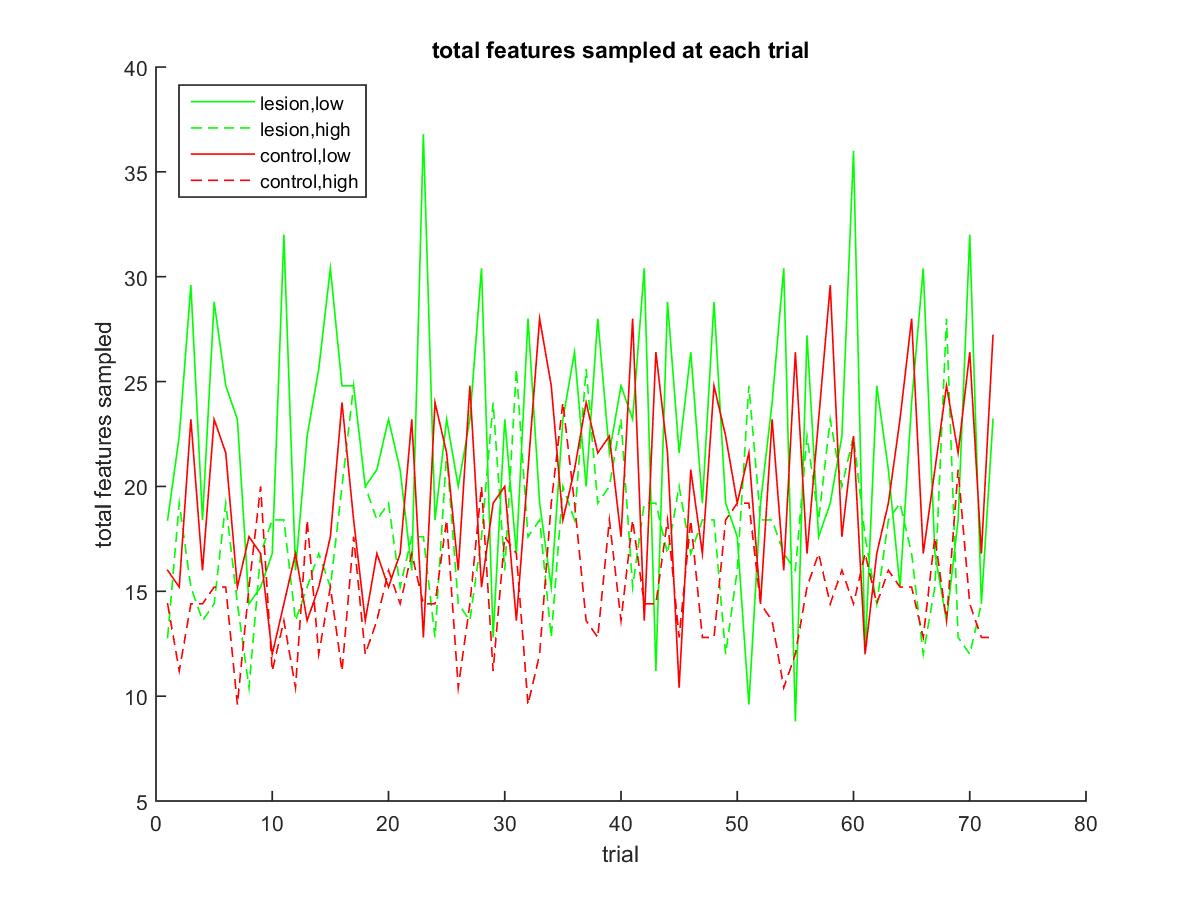 total features sampled at each trial
40
lesion,low
lesion,high
control,low
control,high
35
30
25
20
15
10
5
total features sampled
0 10 20 30 40 50 60 70 80
trial